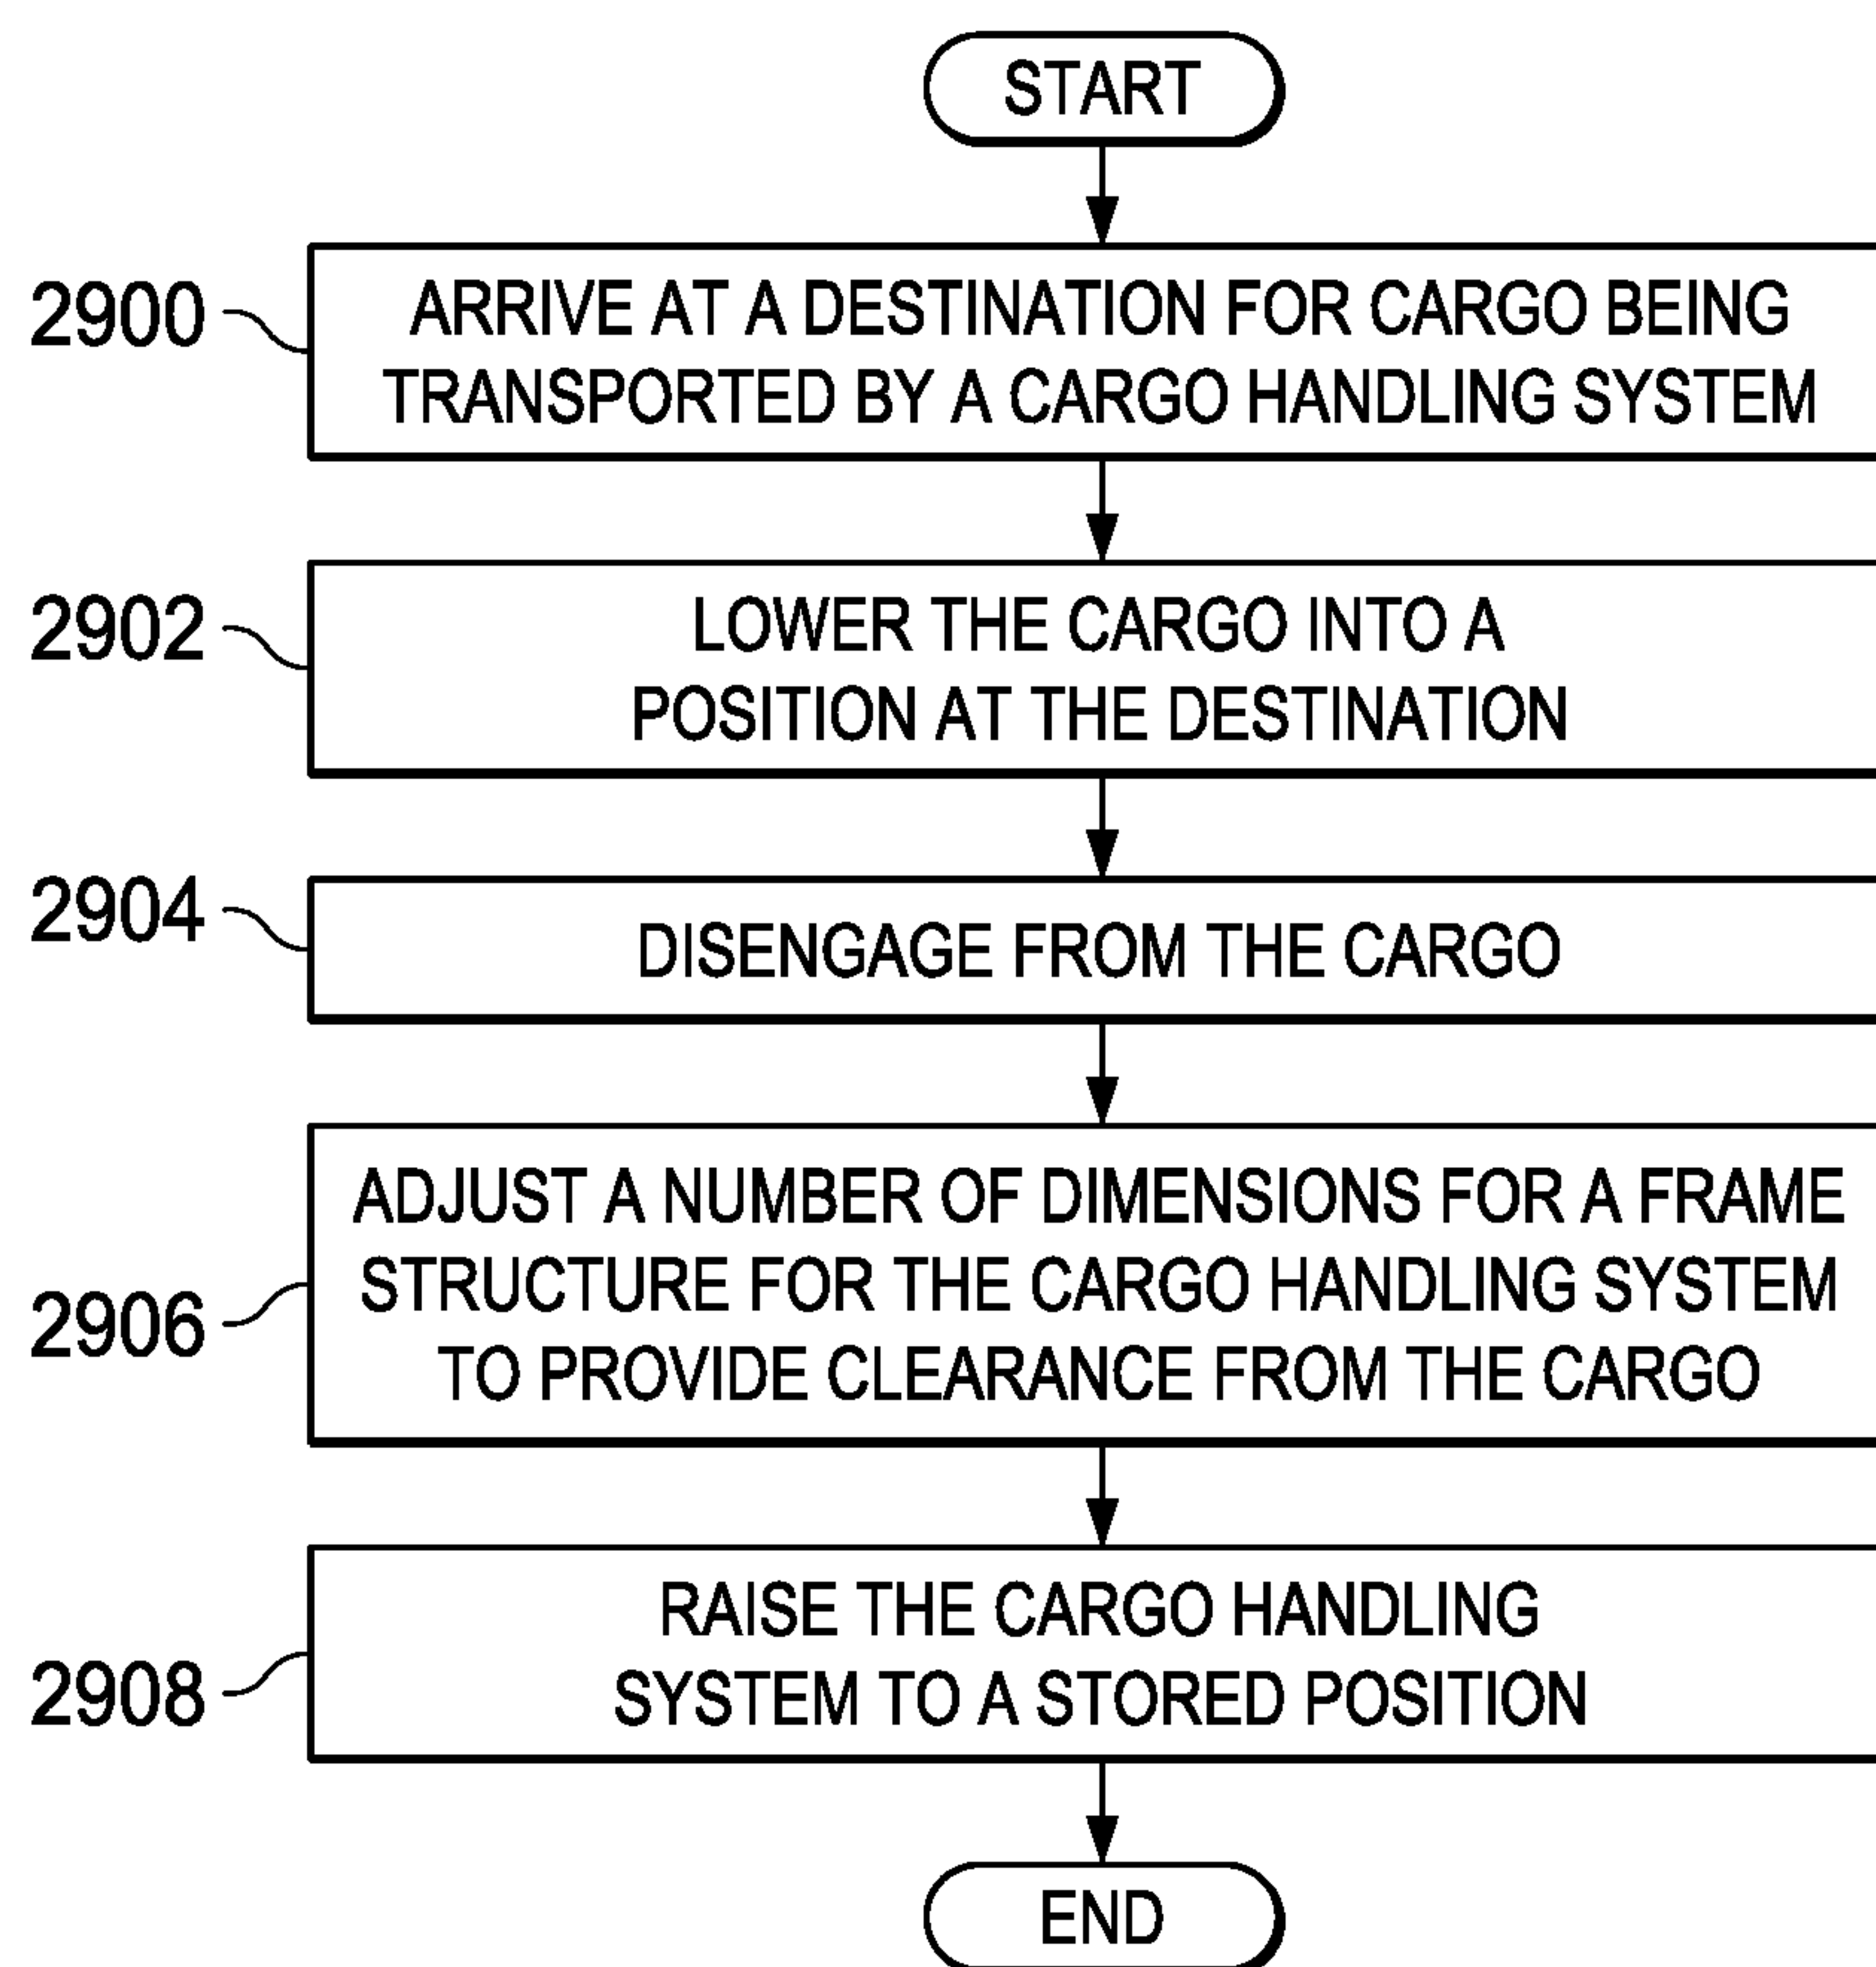 START
2900
ARRIVE AT A DESTINATION FOR CARGO BEING
TRANSPORTED BY A CARGO HANDLING SYSTEM
2902
LOWER THE CARGO INTO A
POSITION AT THE DESTINATION
2904
DISENGAGE FROM THE CARGO
2906
ADJUST A NUMBER OF DIMENSIONS FOR A FRAME
STRUCTURE FOR THE CARGO HANDLING SYSTEM
TO PROVIDE CLEARANCE FROM THE CARGO
2908
RAISE THE CARGO HANDLING
SYSTEM TO A STORED POSITION
END